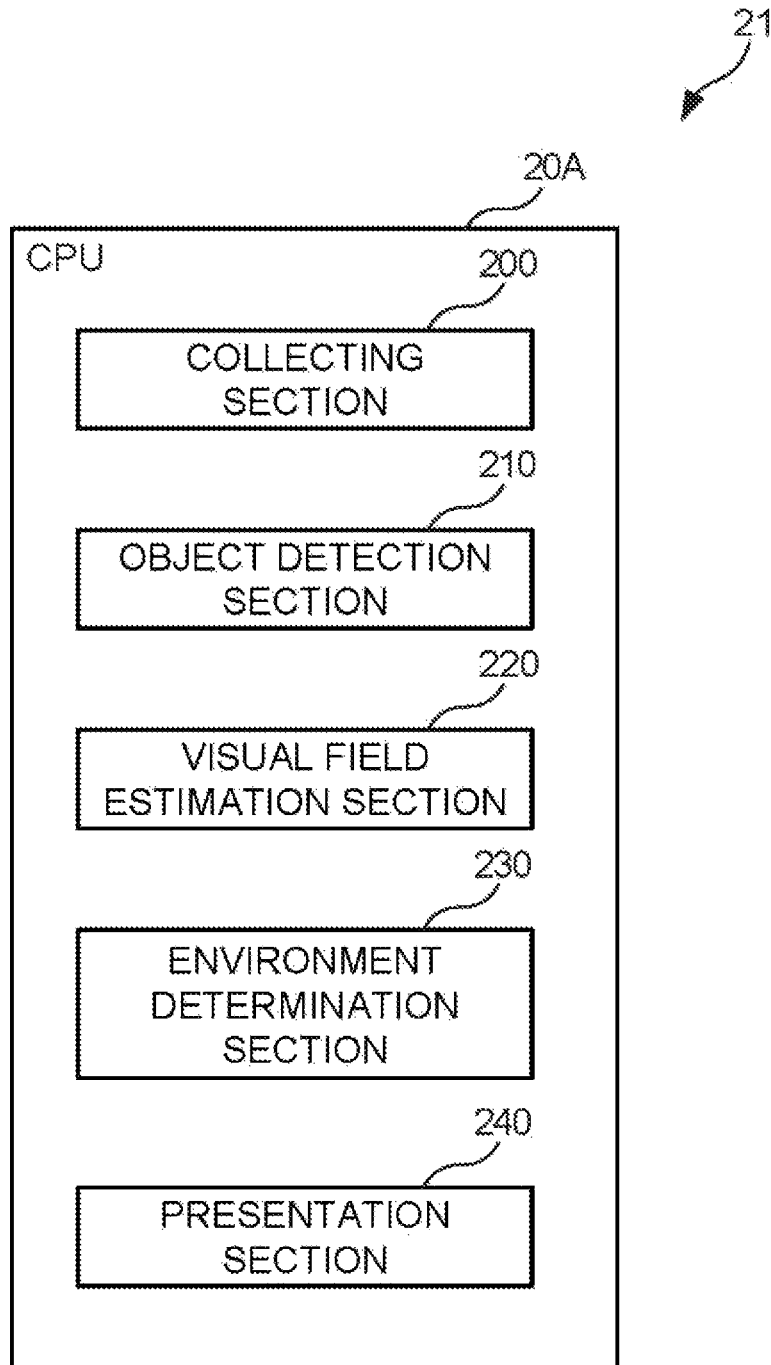 21
20A
CPU
200
COLLECTING
SECTION
210
OBJECT DETECTION
SECTION
220
VISUAL FIELD
ESTIMATION SECTION
230
ENVIRONMENT
DETERMINATION
SECTION
240
PRESENTATION
SECTION